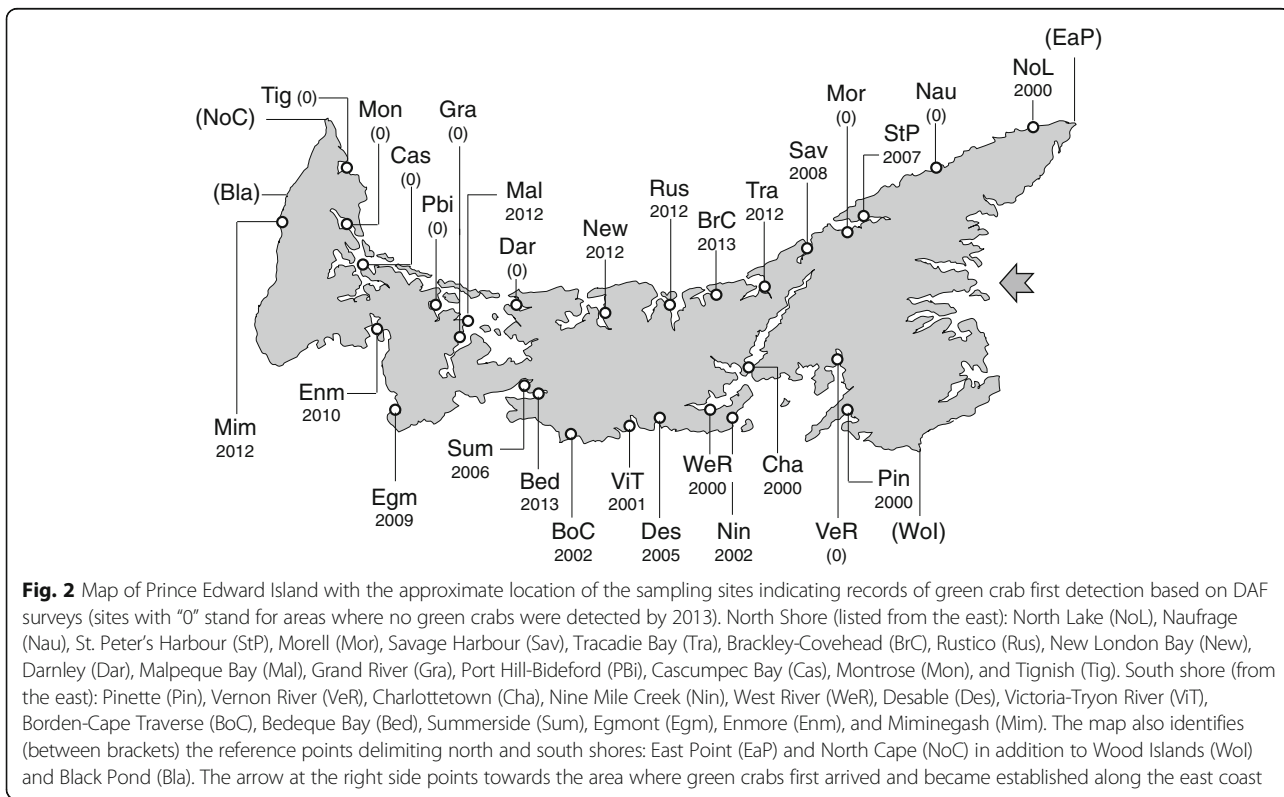 (EaP)
NoL
2000
Nau
(0)
Mor
(0)
StP
2007
Sav
2008
Tra
2012
BrC
2013
Rus
2012
New
2012
Dar
(0)
Mal
2012
Gra
(0)
Pbi
(0)
Cas
(0)
Mon
(0)
Tig (0)
(NoC)
(Bla)
Mim
2012
Enm
2010
Egm
2009
Sum
2006
Bed
2013
BoC
2002
ViT
2001
Des
2005
WeR
2000
Nin
2002
Cha
2000
VeR
(0)
Pin
2000
(WoI)
Fig. 2 Map of Prince Edward Island with the approximate location of the sampling sites indicating records of green crab first detection based on DAF
surveys (sites with “0” stand for areas where no green crabs were detected by 2013). North Shore (listed from the east): North Lake (NoL), Naufrage
(Nau), St. Peter’s Harbour (StP), Morell (Mor), Savage Harbour (Sav), Tracadie Bay (Tra), Brackley-Covehead (BrC), Rustico (Rus), New London Bay (New),
Darnley (Dar), Malpeque Bay (Mal), Grand River (Gra), Port Hill-Bideford (PBi), Cascumpec Bay (Cas), Montrose (Mon), and Tignish (Tig). South shore (from
the east): Pinette (Pin), Vernon River (VeR), Charlottetown (Cha), Nine Mile Creek (Nin), West River (WeR), Desable (Des), Victoria-Tryon River (ViT),
Borden-Cape Traverse (BoC), Bedeque Bay (Bed), Summerside (Sum), Egmont (Egm), Enmore (Enm), and Miminegash (Mim). The map also identifies
(between brackets) the reference points delimiting north and south shores: East Point (EaP) and North Cape (NoC) in addition to Wood Islands (WoI)
and Black Pond (Bla). The arrow at the right side points towards the area where green crabs first arrived and became established along the east coast